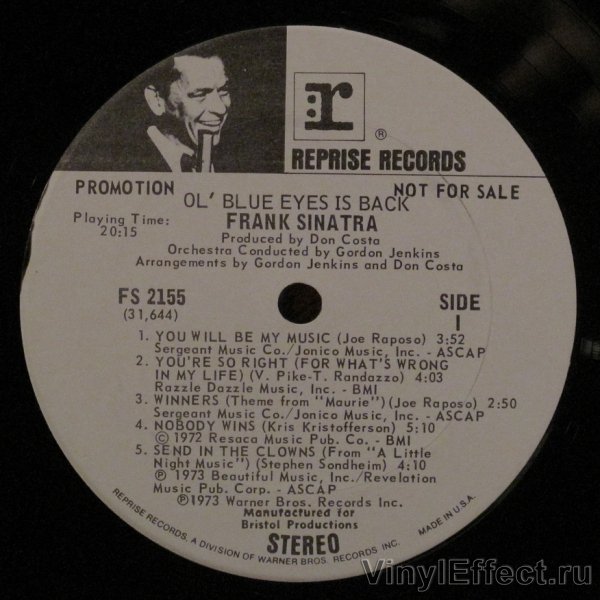 r
®
REPRISE RECORDS
PROMOTION
NOT FOR SALE
OL' BLUE EYES IS BACK
FRANK SINATRA
Playing Time:
20:15
Produced by Don Costa
Orchestra Conducted by Gordon Jenkins
Arrangements by Gordon Jenkins and Don Costa
FS 2155
(31,644)
SIDE
I
1. YOU WILL BE MY MUSIC (Joe Raposo) 3:52
Sergeant Music Co./Jonico Music, Inc. - ASCAP
2. YOU'RE SO RIGHT (FOR WHAT'S WRONG
IN MY LIFE) (V. Pike-T. Randazzo) 4:03
Razzle Dazzle Music, Inc. - BMI
3. WINNERS (Theme from "Maurie") (Joe Raposo) 2:50
Sergeant Music Co./Jonico Music, Inc. - ASCAP
4. NOBODY WINS (Kris Kristofferson) 5:10
© 1972 Resaca Music Pub. Co. - BMI
5. SEND IN THE CLOWNS (From "A Little
Night Music") (Stephen Sondheim) 4:10
℗ 1973 Beautiful Music, Inc./Revelation
Music Pub. Corp. - ASCAP
℗1973 Warner Bros. Records Inc.
Manufactured for
Bristol Productions
STEREO
REPRISE RECORDS, A DIVISION OF WARNER BROS. RECORDS INC.
MADE IN U.S.A.
VinylEffect.ru